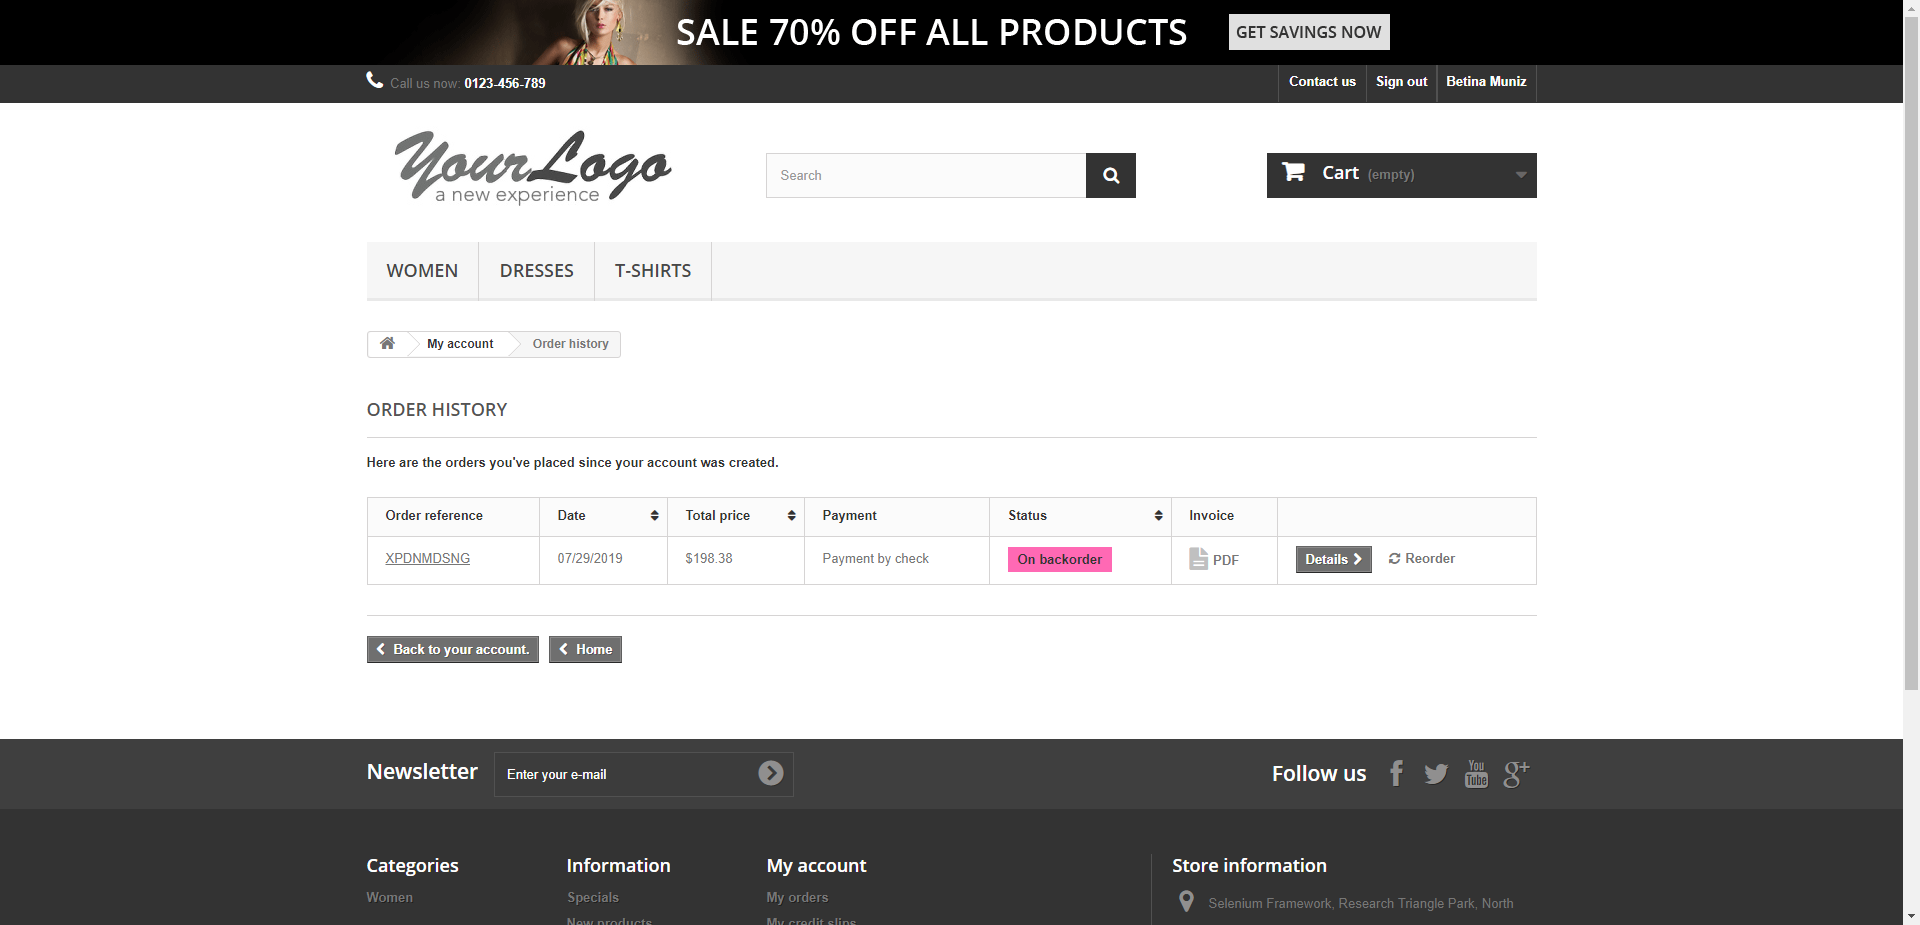 SALE 70% OFF ALL PRODUCTS GET SAVINGS NOW
Call us now: 0123-456-789
Contact us Sign out Betina Muniz
YourLogo
a new experience
Search
Cart (empty)
WOMEN DRESSES T-SHIRTS
My account Order history
ORDER HISTORY
Here are the orders you've placed since your account was created.
Order reference Date Total price Payment Status Invoice
XPDNMDSNG 07/29/2019 $198.38 Payment by check On backorder PDF Details Reorder
Back to your account. Home
Newsletter Enter your e-mail
Follow us You Tube g+
Categories Information My account Store information
Women Specials My orders Selenium Framework, Research Triangle Park, North
New products My credit slips